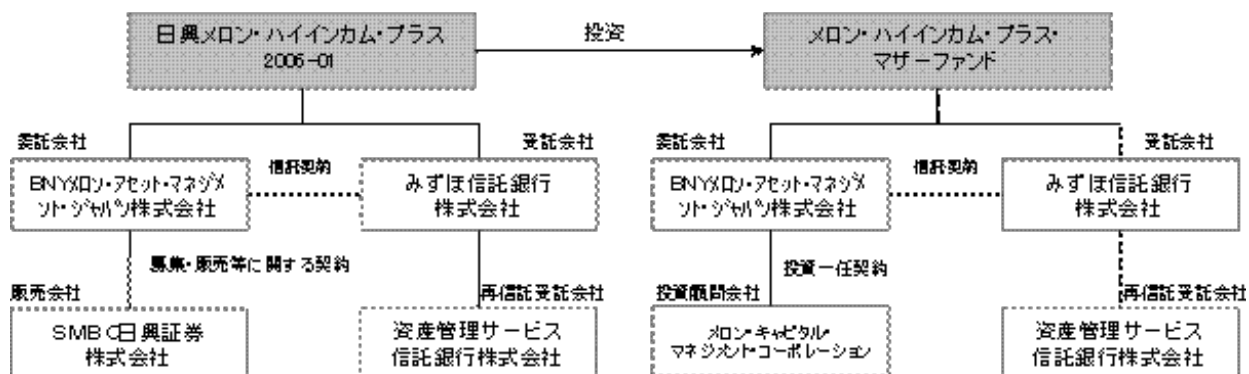 日興メロン・ハイインカム・プラス
2006-01
投資
メロン・ハイインカム・プラス・
マザーファンド
委託会社
受託会社
委託会社
受託会社
BNYメロン・アセット・マネジメ
ント・ジャパン株式会社
信託契約
みずほ信託銀行
株式会社
BNYメロン・アセット・マネジメ
ント・ジャパン株式会社
信託契約
みずほ信託銀行
株式会社
募集・販売等に関する契約
投資一任契約
販売会社
再信託受託会社
投資顧問会社
再信託受託会社
SMBC日興証券
株式会社
資産管理サービス
信託銀行株式会社
メロン・キャピタル・
マネジメント・コーポレーション
資産管理サービス
信託銀行株式会社